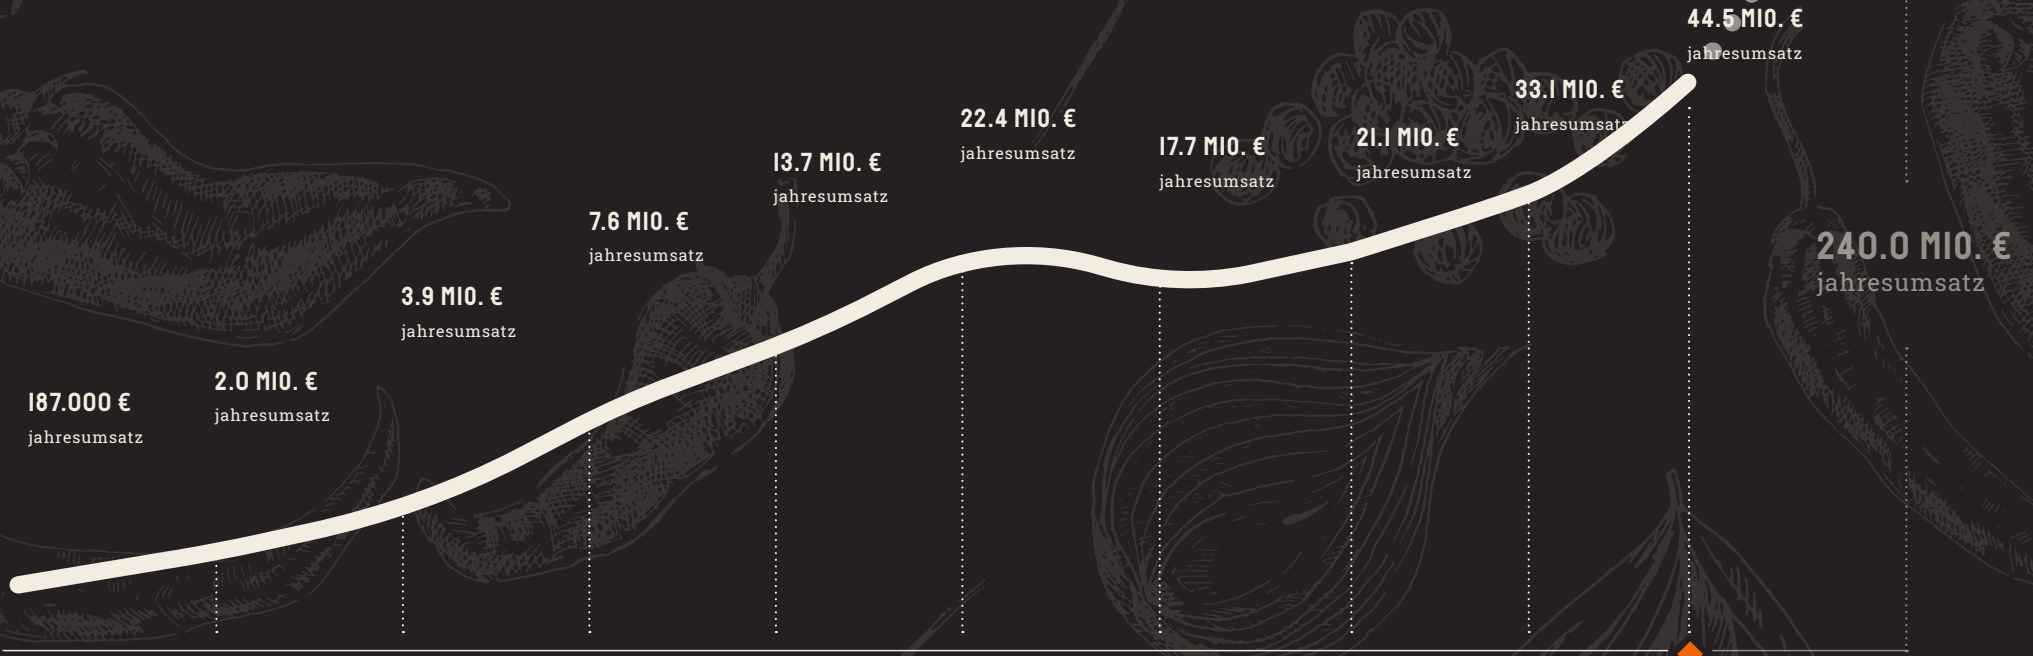 187.000 €
jahresumsatz
2.0 MIO. €
jahresumsatz
3.9 MIO. €
jahresumsatz
7.6 MIO. €
jahresumsatz
13.7 MIO. €
jahresumsatz
22.4 MIO. €
jahresumsatz
17.7 MIO. €
jahresumsatz
21.1 MIO. €
jahresumsatz
33.1 MIO. €
jahresumsatz
44.5 MIO. €
jahresumsatz
240.0 MIO. €
jahresumsatz